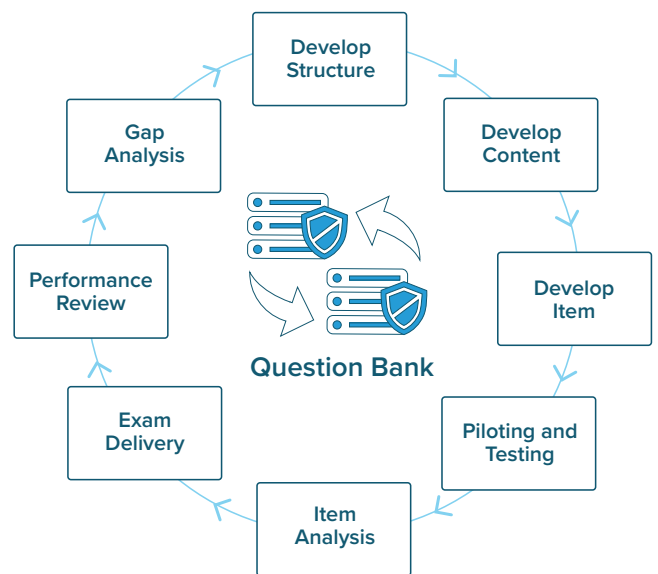 Develop
Structure
Develop
Content
Develop
Item
Piloting and
Testing
Item
Analysis
Exam
Delivery
Performance
Review
Gap
Analysis
Question Bank